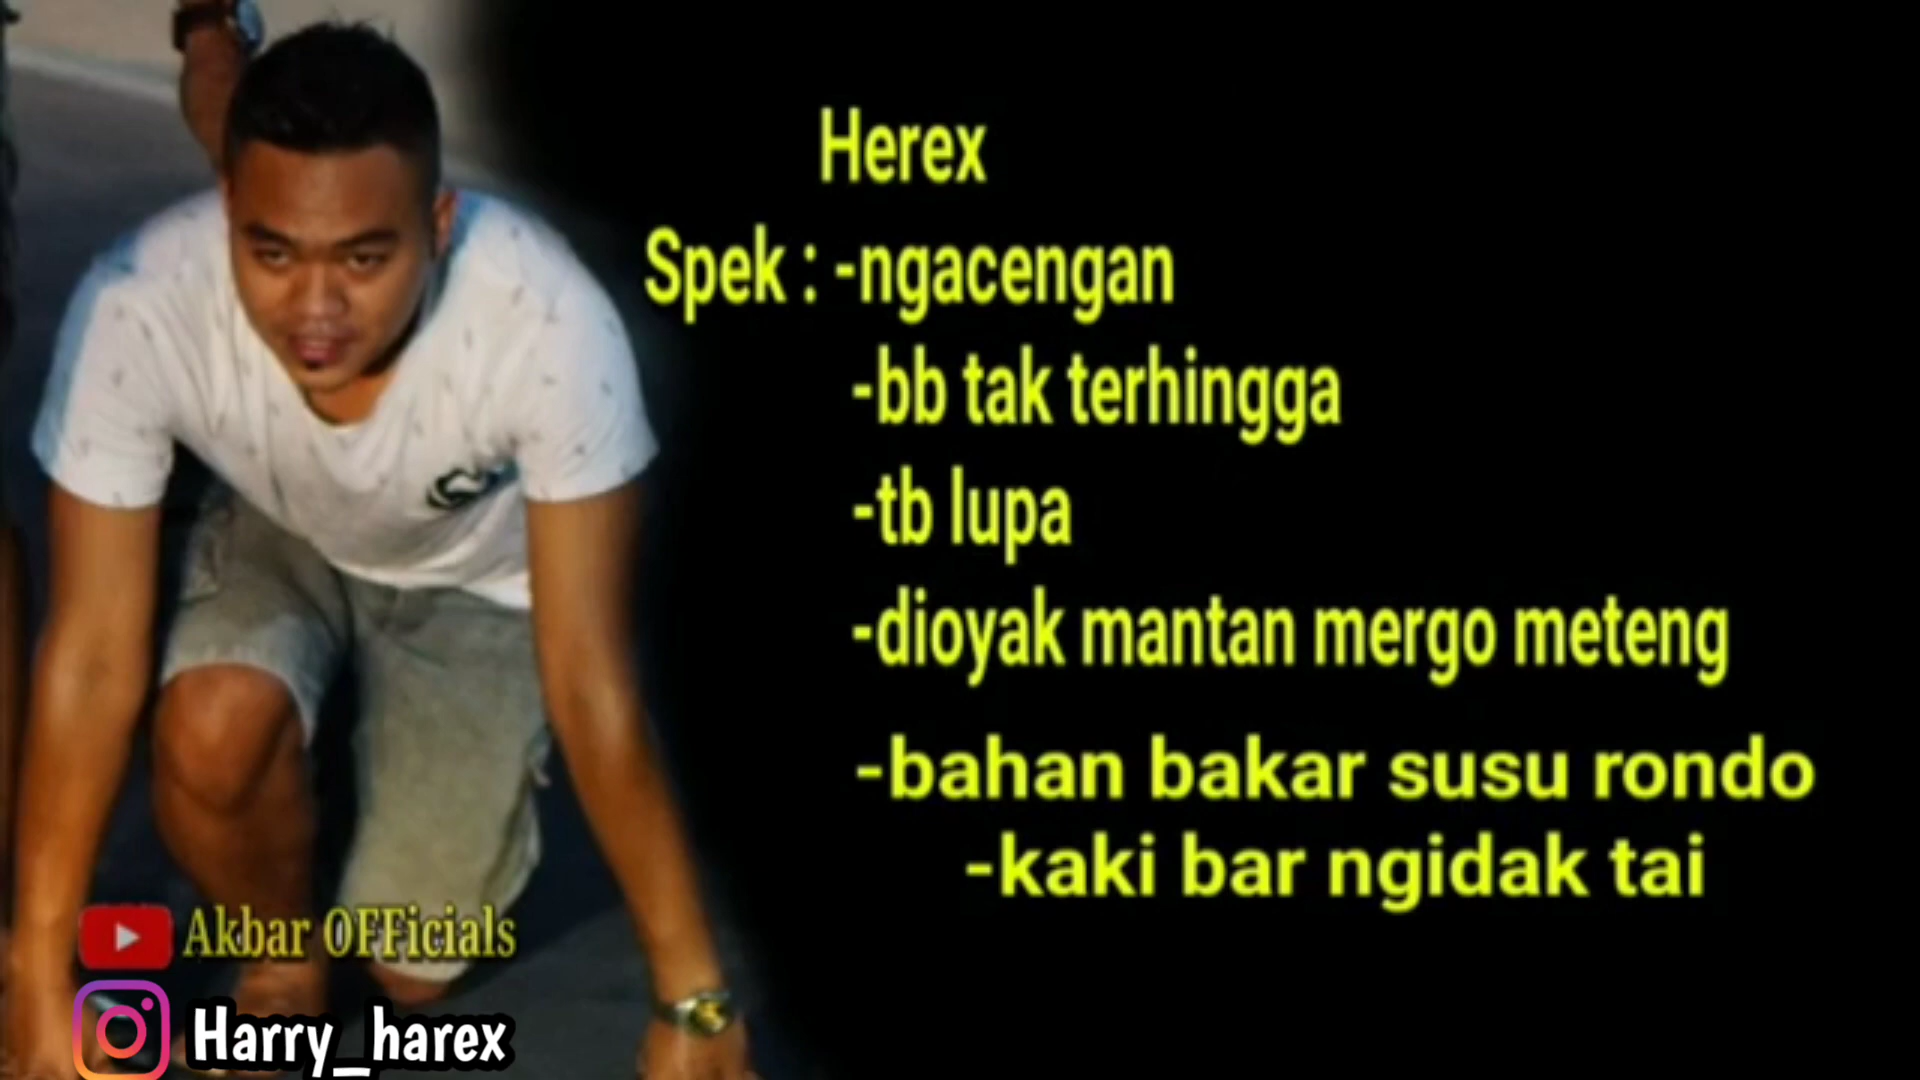 Herex
Spek : -ngacengan
-bb tak terhingga
-tb lupa
-dioyak mantan mergo meteng
-bahan bakar susu rondo
-kaki bar ngidak tai
Akbar OFFicials
Harry_harex